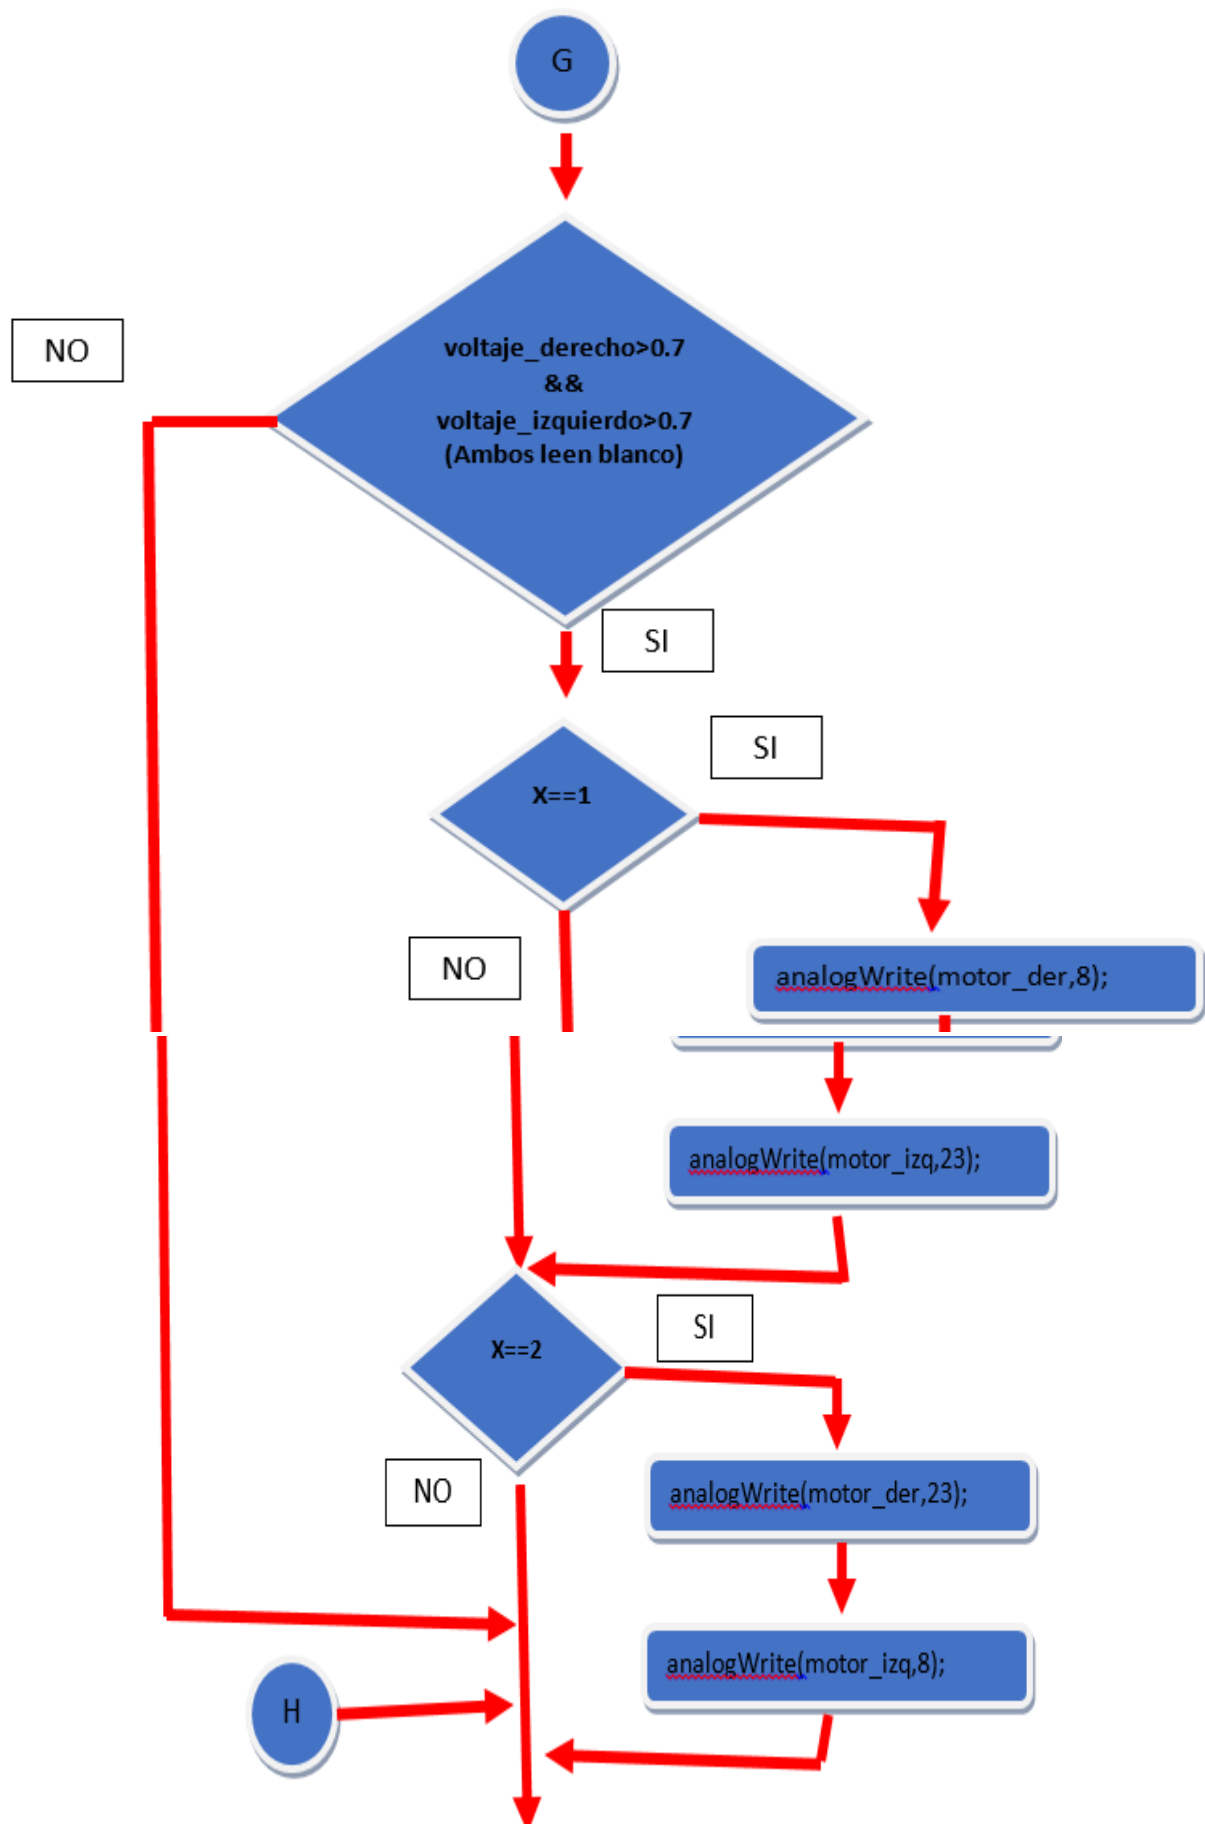 G
NO
voltaje_derecho>0.7
&&
voltaje_izquierdo>0.7
(Ambos leen blanco)
SI
SI
X==1
NO
analogWrite(motor_der,8);
analogWrite(motor_izq,23);
SI
X==2
NO
analogWrite(motor_der,23);
analogWrite(motor_izq,8);
H